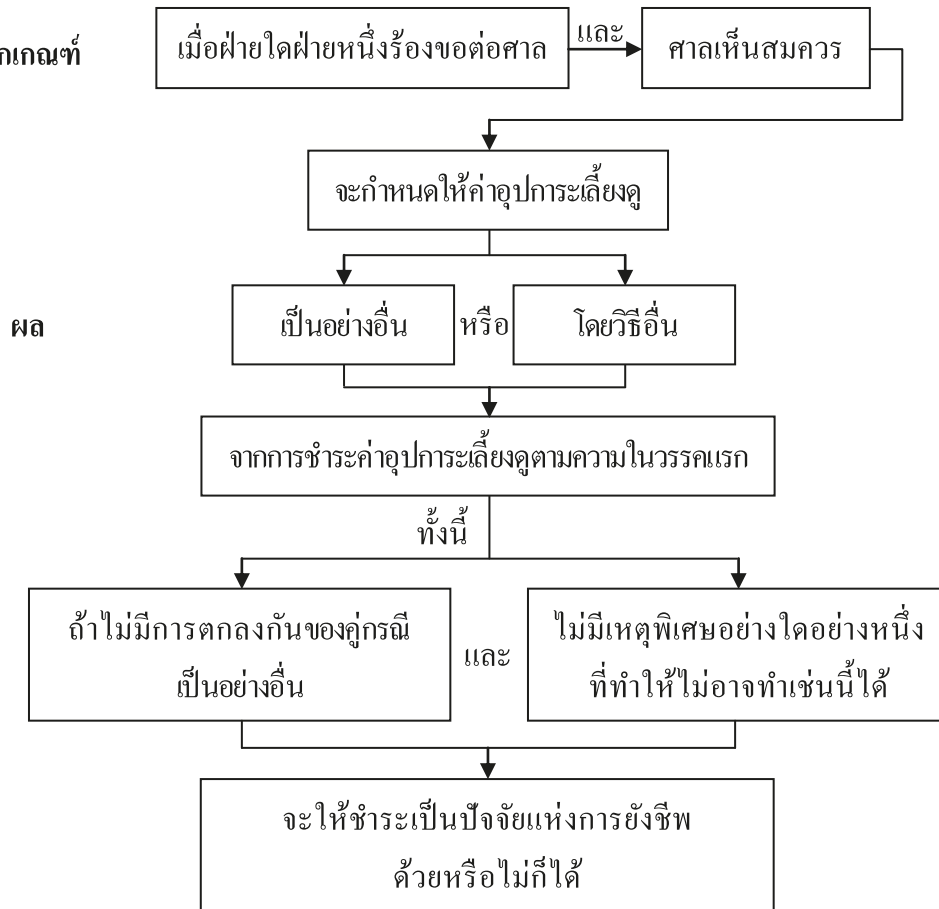 กเกณฑ์
เมื่อฝ่ายใดฝ่ายหนึ่งร้องขอต่อศาล
และ
ศาลเห็นสมควร
จะกำหนดให้ค่าอุปการะเลี้ยงดู
ผล
เป็นอย่างอื่น
หรือ
โดยวิธีอื่น
จากการชำระค่าอุปการะเลี้ยงดูตามความในวรรคแรก
ทั้งนี้
ถ้าไม่มีการตกลงกันของคู่กรณี
เป็นอย่างอื่น
และ
ไม่มีเหตุพิเศษอย่างใดอย่างหนึ่ง
ที่ทำให้ไม่อาจทำเช่นนี้ได้
จะให้ชำระเป็นปัจจัยแห่งการยังชีพ
ด้วยหรือไม่ก็ได้